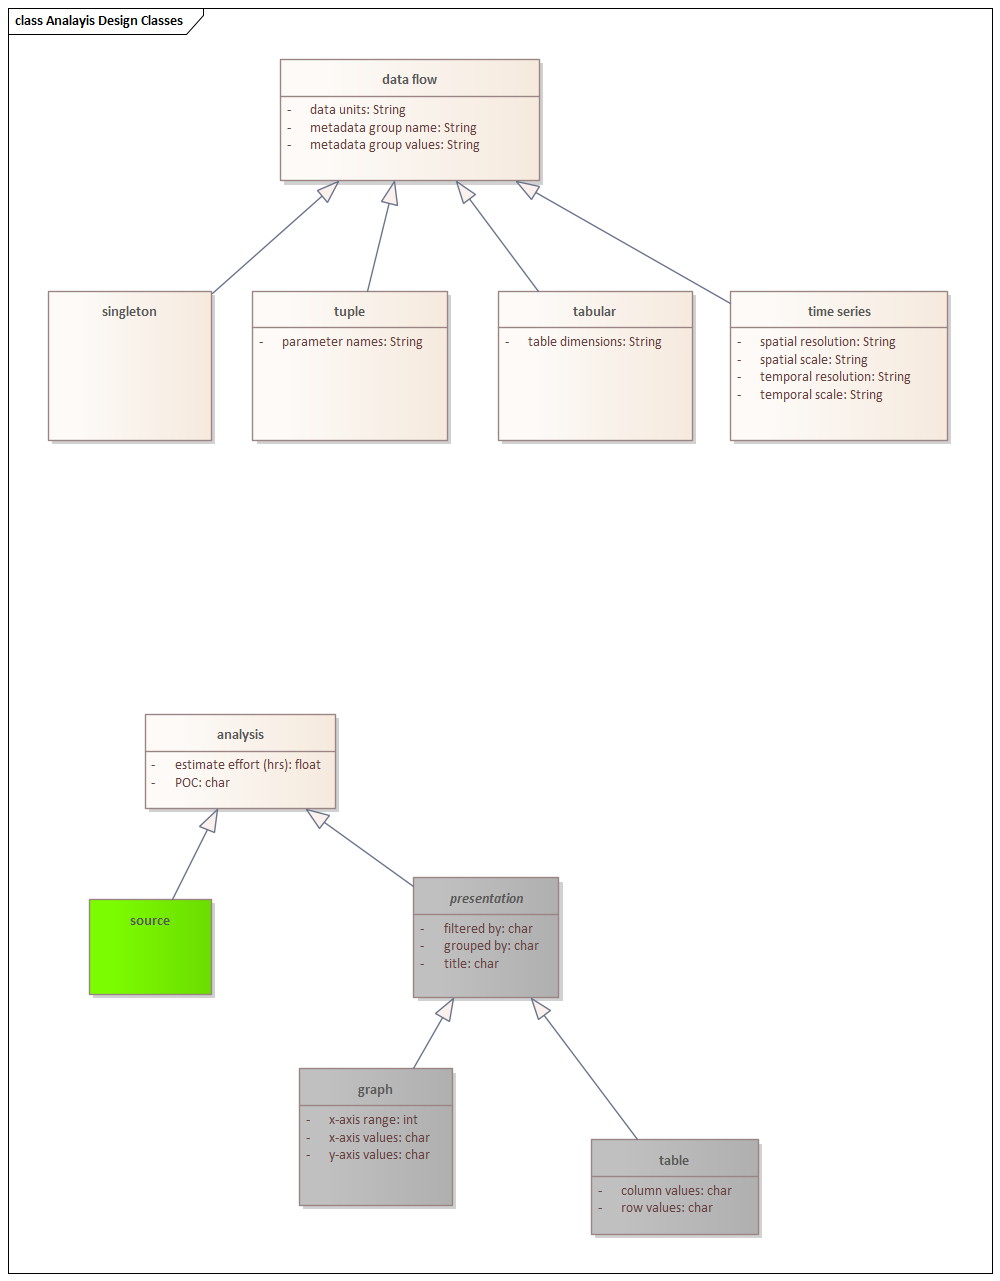 class Analayis Design Classes
data flow
- data units: String
- metadata group name: String
- metadata group values: String
singleton
tuple
- parameter names: String
tabular
- table dimensions: String
time series
- spatial resolution: String
- spatial scale: String
- temporal resolution: String
- temporal scale: String
analysis
- estimate effort (hrs): float
- POC: char
source
presentation
- filtered by: char
- grouped by: char
- title: char
graph
- x-axis range: int
- x-axis values: char
- y-axis values: char
table
- column values: char
- row values: char